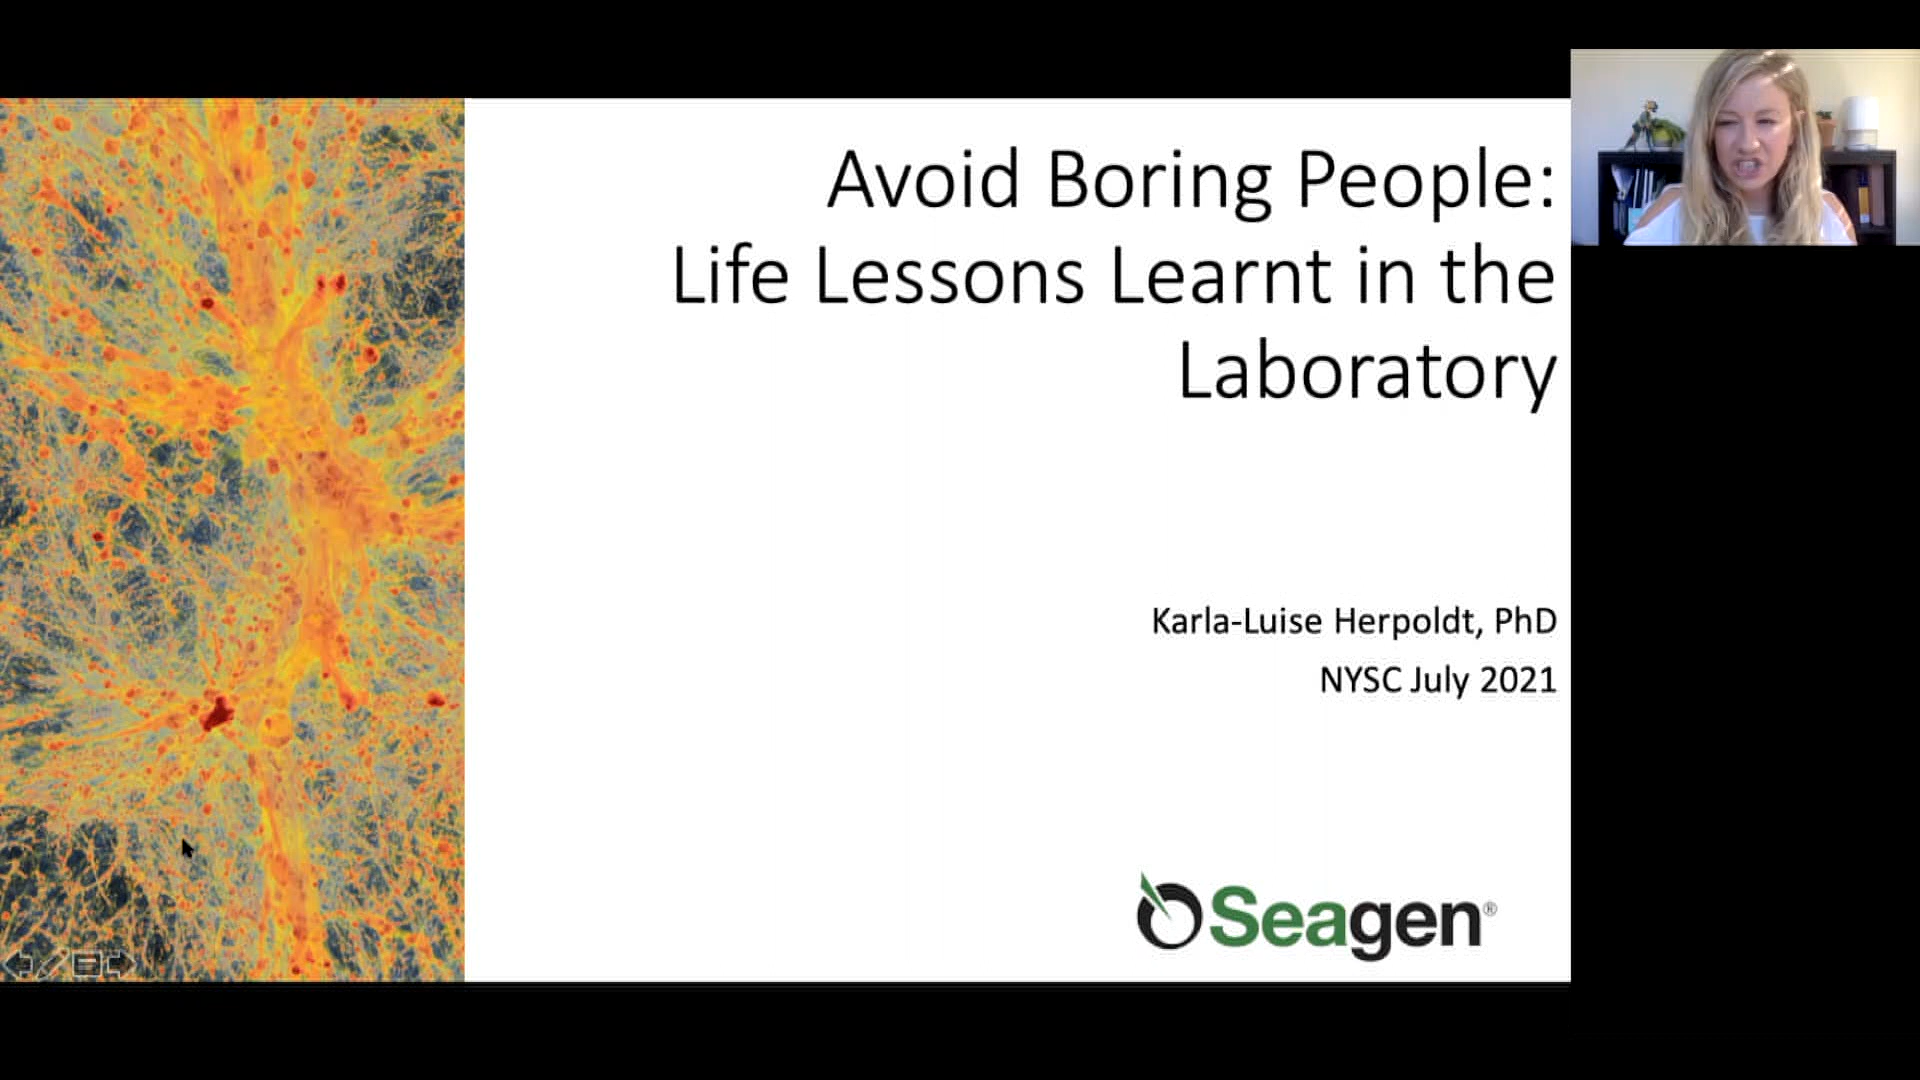 Avoid Boring People:
Life Lessons Learnt in the
Laboratory
Karla-Luise Herpoldt, PhD
NYSC July 2021
Seagen®